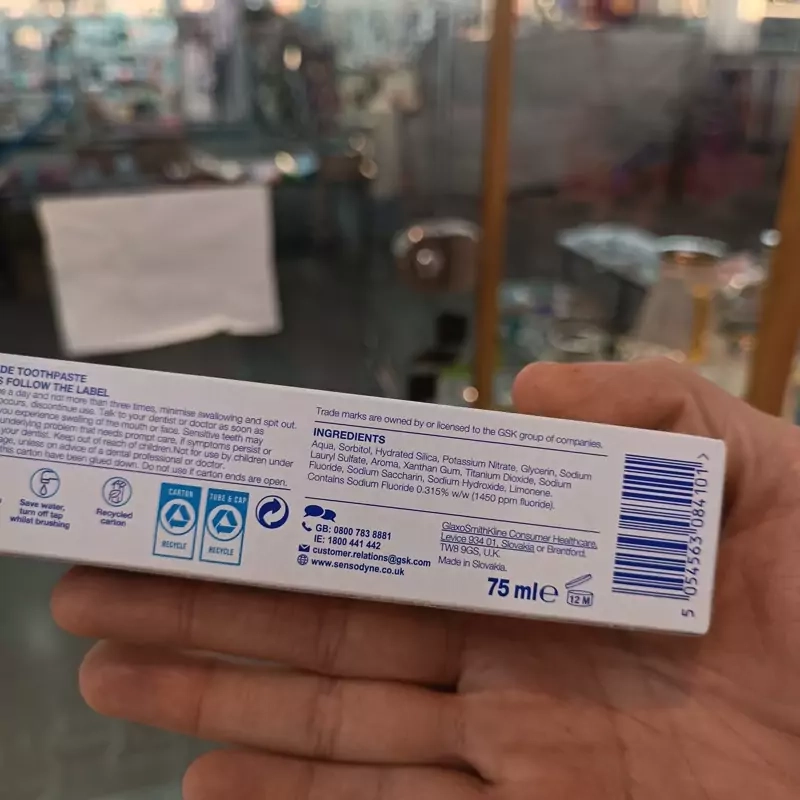 DE TOOTHPASTE
S FOLLOW THE LABEL
e a day and not more than three times, minimise swallowing and spit out.
occurs, discontinue use. Talk to your dentist or doctor as soon as
you experience swelling of the mouth or face. Sensitive teeth may
underlying problem that needs prompt care, if symptoms persist or
dentist. Keep out of reach of children. Not for use by children under
age, unless on advice of a dental professional or doctor.
this carton have been glued down. Do not use if carton ends are open.
Save water,
turn off tap
whilst brushing
Recycled
carton
CARTON
RECYCLE
TUBE & CAP
RECYCLE
Trade marks are owned by or licensed to the GSK group of companies.
INGREDIENTS
Aqua, Sorbitol, Hydrated Silica, Potassium Nitrate, Glycerin, Sodium
Lauryl Sulfate, Aroma, Xanthan Gum, Titanium Dioxide, Sodium
Fluoride, Sodium Saccharin, Sodium Hydroxide, Limonene.
Contains Sodium Fluoride 0.315% w/w (1450 ppm fluoride).
GB: 0800 783 8881
IE: 1800 441 442
customer.relations@gsk.com
www.sensodyne.co.uk
GlaxoSmithKline Consumer Healthcare,
Levice 934 01, Slovakia or Brentford,
TW8 9GS, U.K.
Made in Slovakia.
75 ml e
12 M
5 054563 084101 >